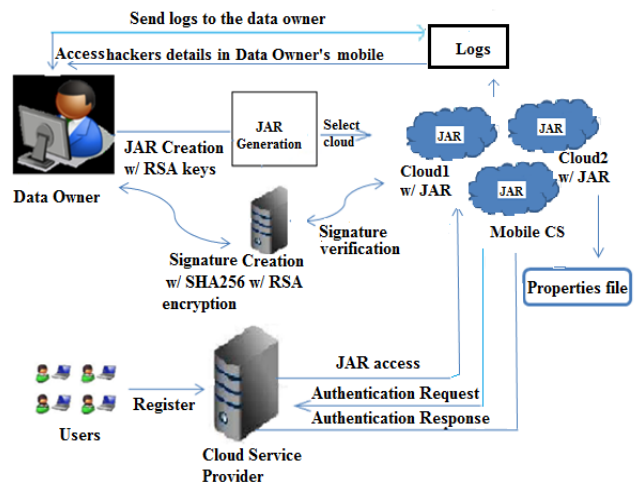 Send logs to the data owner
Access hackers details in Data Owner's mobile
Logs
JAR
Generation
Select
cloud
JAR
JAR
JAR
JAR Creation
w/ RSA keys
Cloud1
w/ JAR
Cloud2
w/ JAR
Data Owner
Mobile CS
Signature
verification
Signature Creation
w/ SHA256 w/ RSA
encryption
Properties file
JAR access
Authentication Request
Authentication Response
Register
Users
Cloud Service
Provider